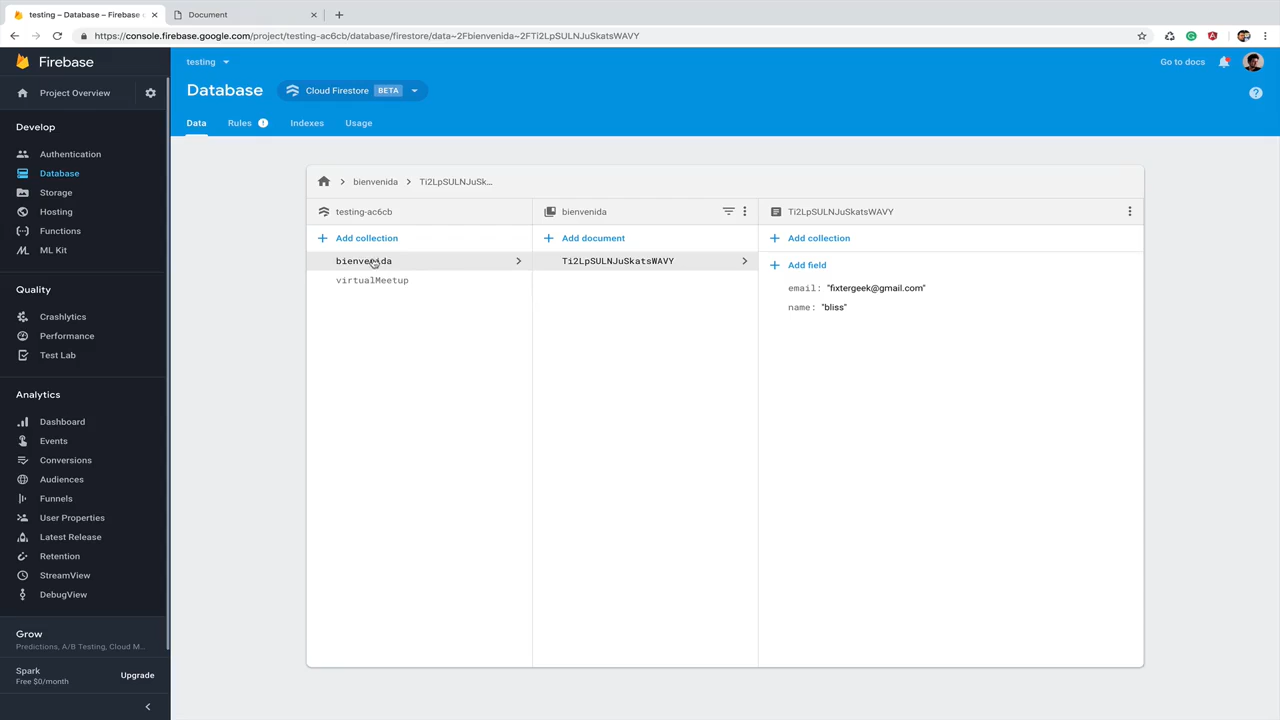 testing – Database – Firebase
Document
https://console.firebase.google.com/project/testing-ac6cb/database/firestore/data~2Fbienvenida~2FTi2LpSULNJuSkatsWAVY
Firebase
testing
Go to docs
Project Overview
Database
Cloud Firestore
BETA
Data
Rules
Indexes
Usage
Develop
Authentication
Database
Storage
Hosting
Functions
ML Kit
Quality
Crashlytics
Performance
Test Lab
Analytics
Dashboard
Events
Conversions
Audiences
Funnels
User Properties
Latest Release
Retention
StreamView
DebugView
Grow
Predictions, A/B Testing, Cloud M...
Spark
Free $0/month
Upgrade
bienvenida
Ti2LpSULNJuSk...
testing-ac6cb
Add collection
bienvenida
virtualMeetup
bienvenida
Add document
Ti2LpSULNJuSkatsWAVY
Ti2LpSULNJuSkatsWAVY
Add collection
Add field
email: "fixtergeek@gmail.com"
name: "bliss"